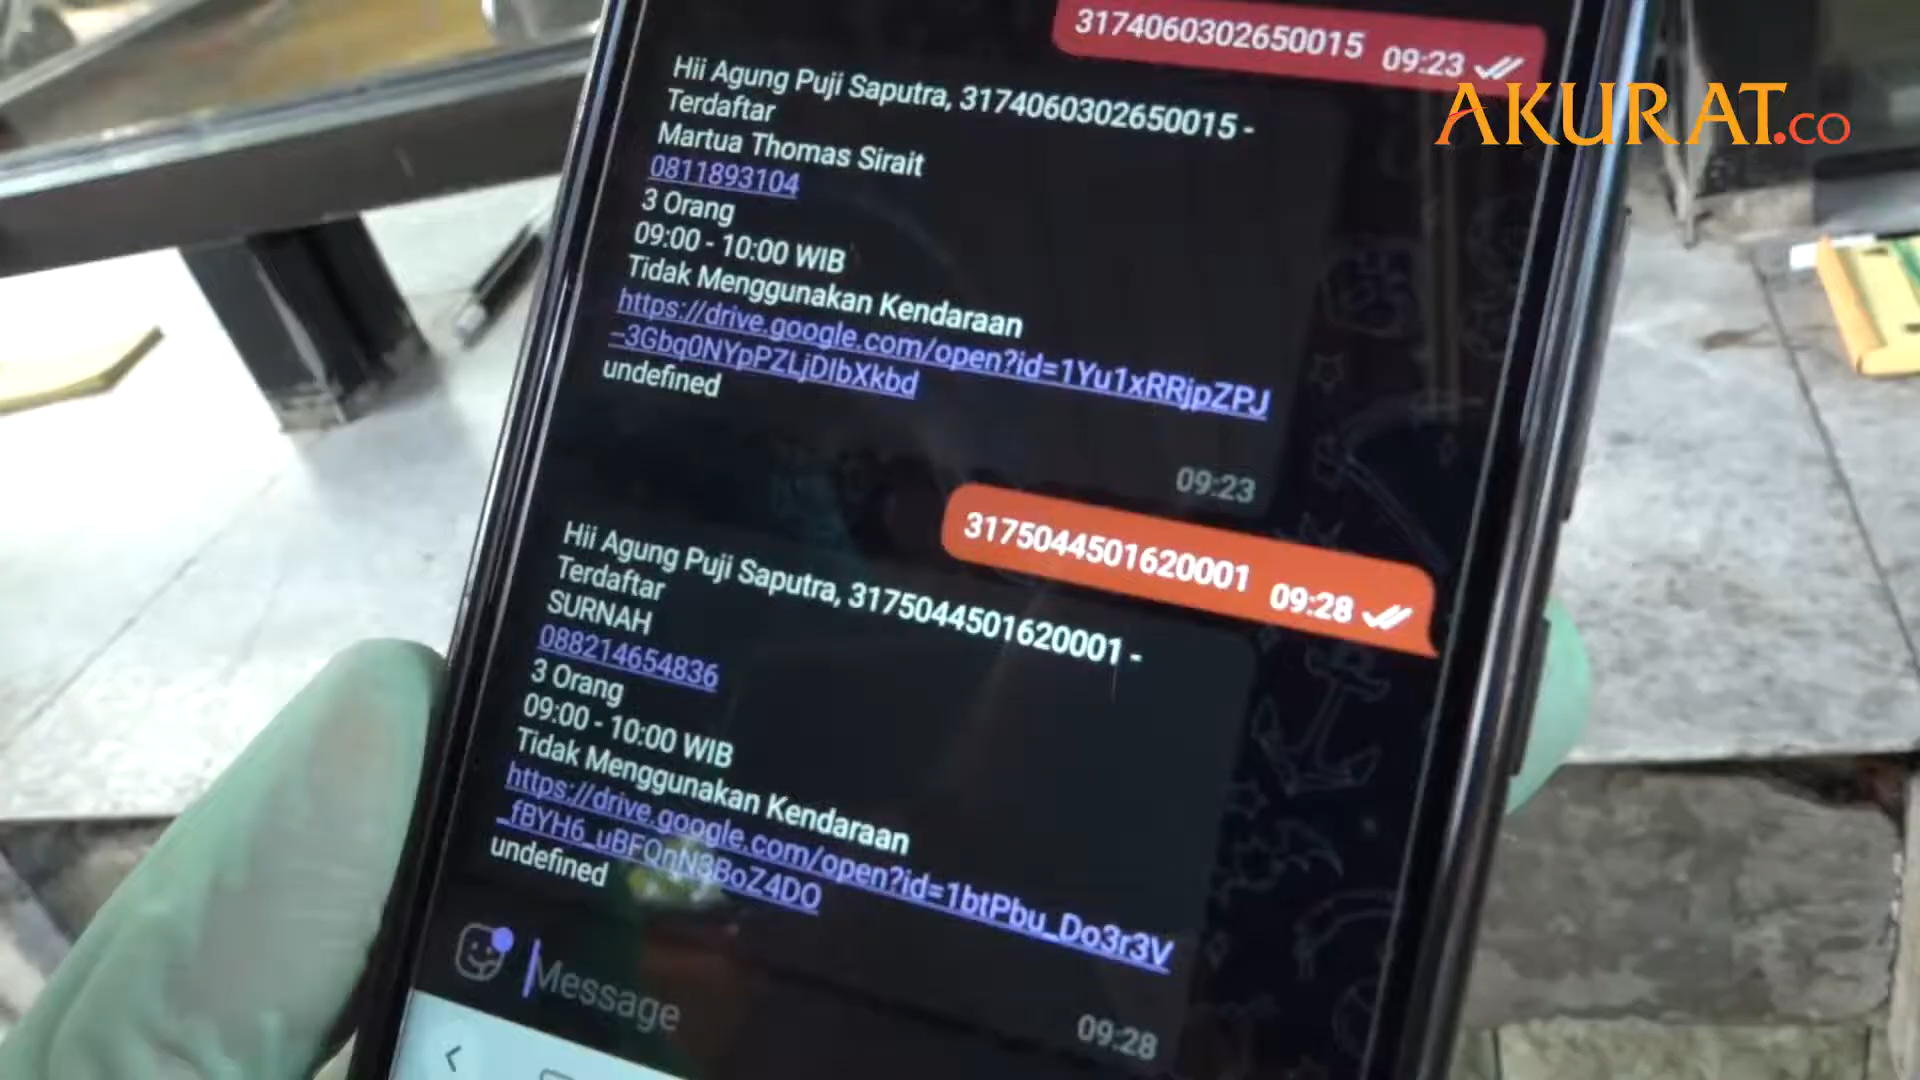 3174060302650015 09:23
AKURAT.CO
Hii Agung Puji Saputra, 3174060302650015 -
Terdaftar
Martua Thomas Sirait
0811893104
3 Orang
09:00 - 10:00 WIB
Tidak Menggunakan Kendaraan
https://drive.google.com/open?id=1Yu1xRRjpZPJ
-3Gbq0NYpPZLjDIbXkbd
undefined
09:23
3175044501620001 09:28
Hii Agung Puji Saputra, 3175044501620001 -
Terdaftar
SURNAH
088214654836
3 Orang
09:00 - 10:00 WIB
Tidak Menggunakan Kendaraan
https://drive.google.com/open?id=1btPbu_Do3r3V
_fBYH6_uBFQnN3BoZ4DO
undefined
09:28
Message